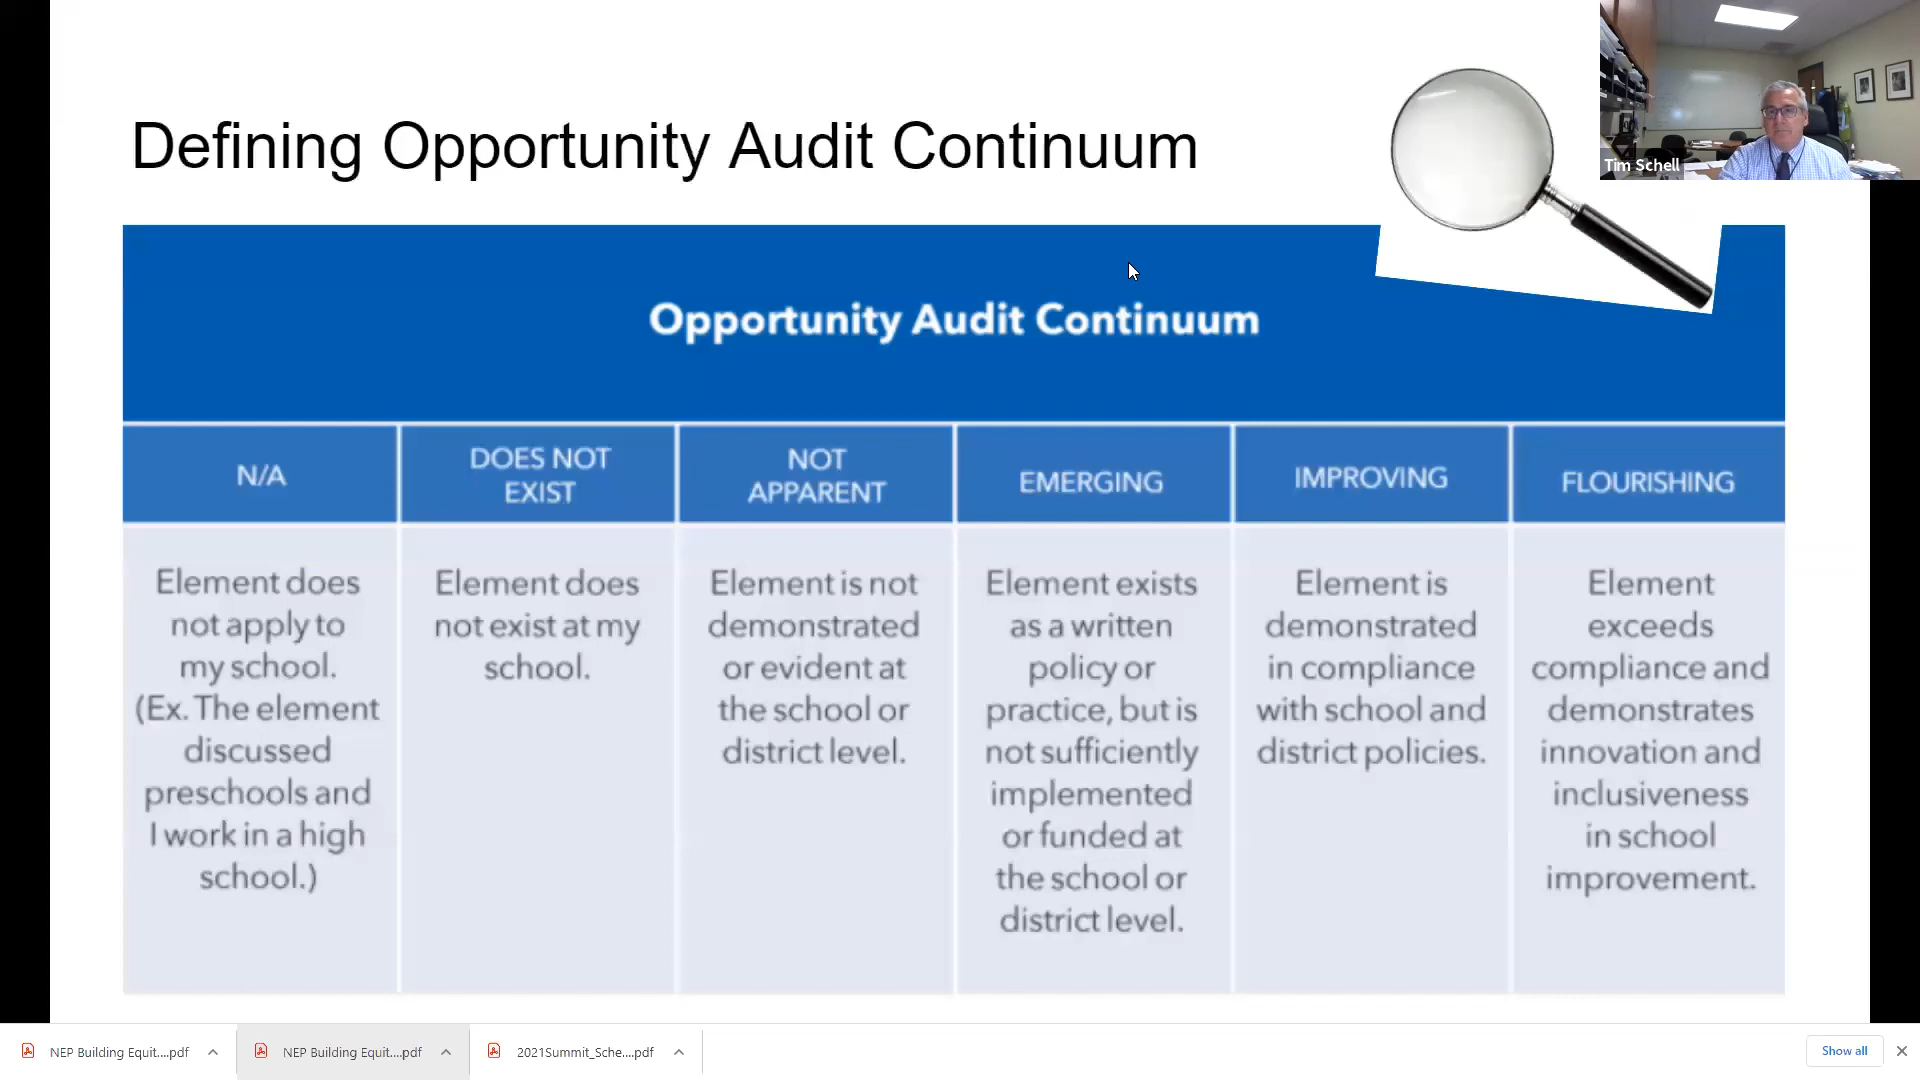 Defining Opportunity Audit Continuum
Tim Schell
Opportunity Audit Continuum
N/A
DOES NOT
EXIST
NOT
APPARENT
EMERGING
IMPROVING
FLOURISHING
Element does
not apply to
my school.
(Ex. The element
discussed
preschools and
I work in a high
school.)
Element does
not exist at my
school.
Element is not
demonstrated
or evident at
the school or
district level.
Element exists
as a written
policy or
practice, but is
not sufficiently
implemented
or funded at
the school or
district level.
Element is
demonstrated
in compliance
with school and
district policies.
Element
exceeds
compliance and
demonstrates
innovation and
inclusiveness
in school
improvement.
NEP Building Equit....pdf
NEP Building Equit....pdf
2021Summit_Sche....pdf
Show all